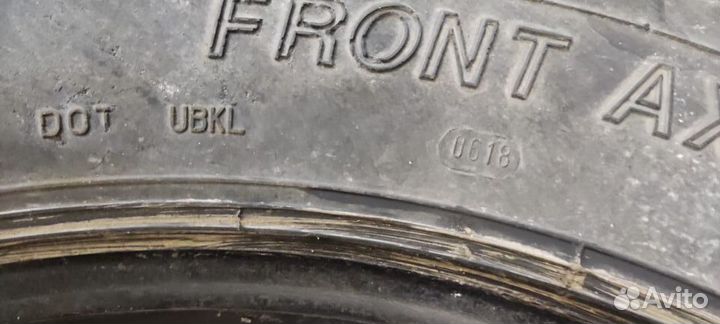 FRONT AX
DOT UBKL 0618
Avito